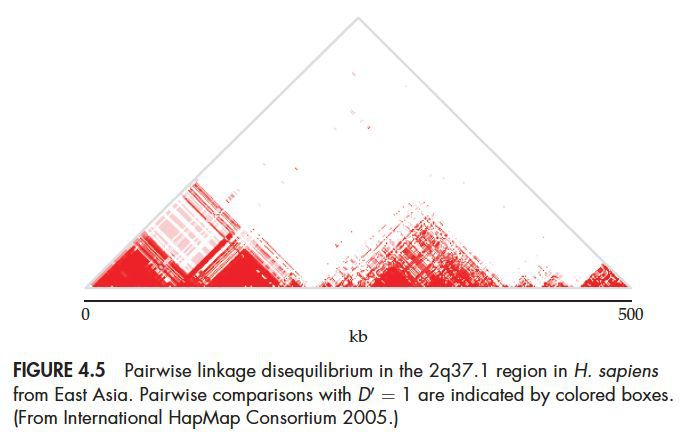 0
500
kb
FIGURE 4.5 Pairwise linkage disequilibrium in the 2q37.1 region in H. sapiens
from East Asia. Pairwise comparisons with D′ = 1 are indicated by colored boxes.
(From International HapMap Consortium 2005.)